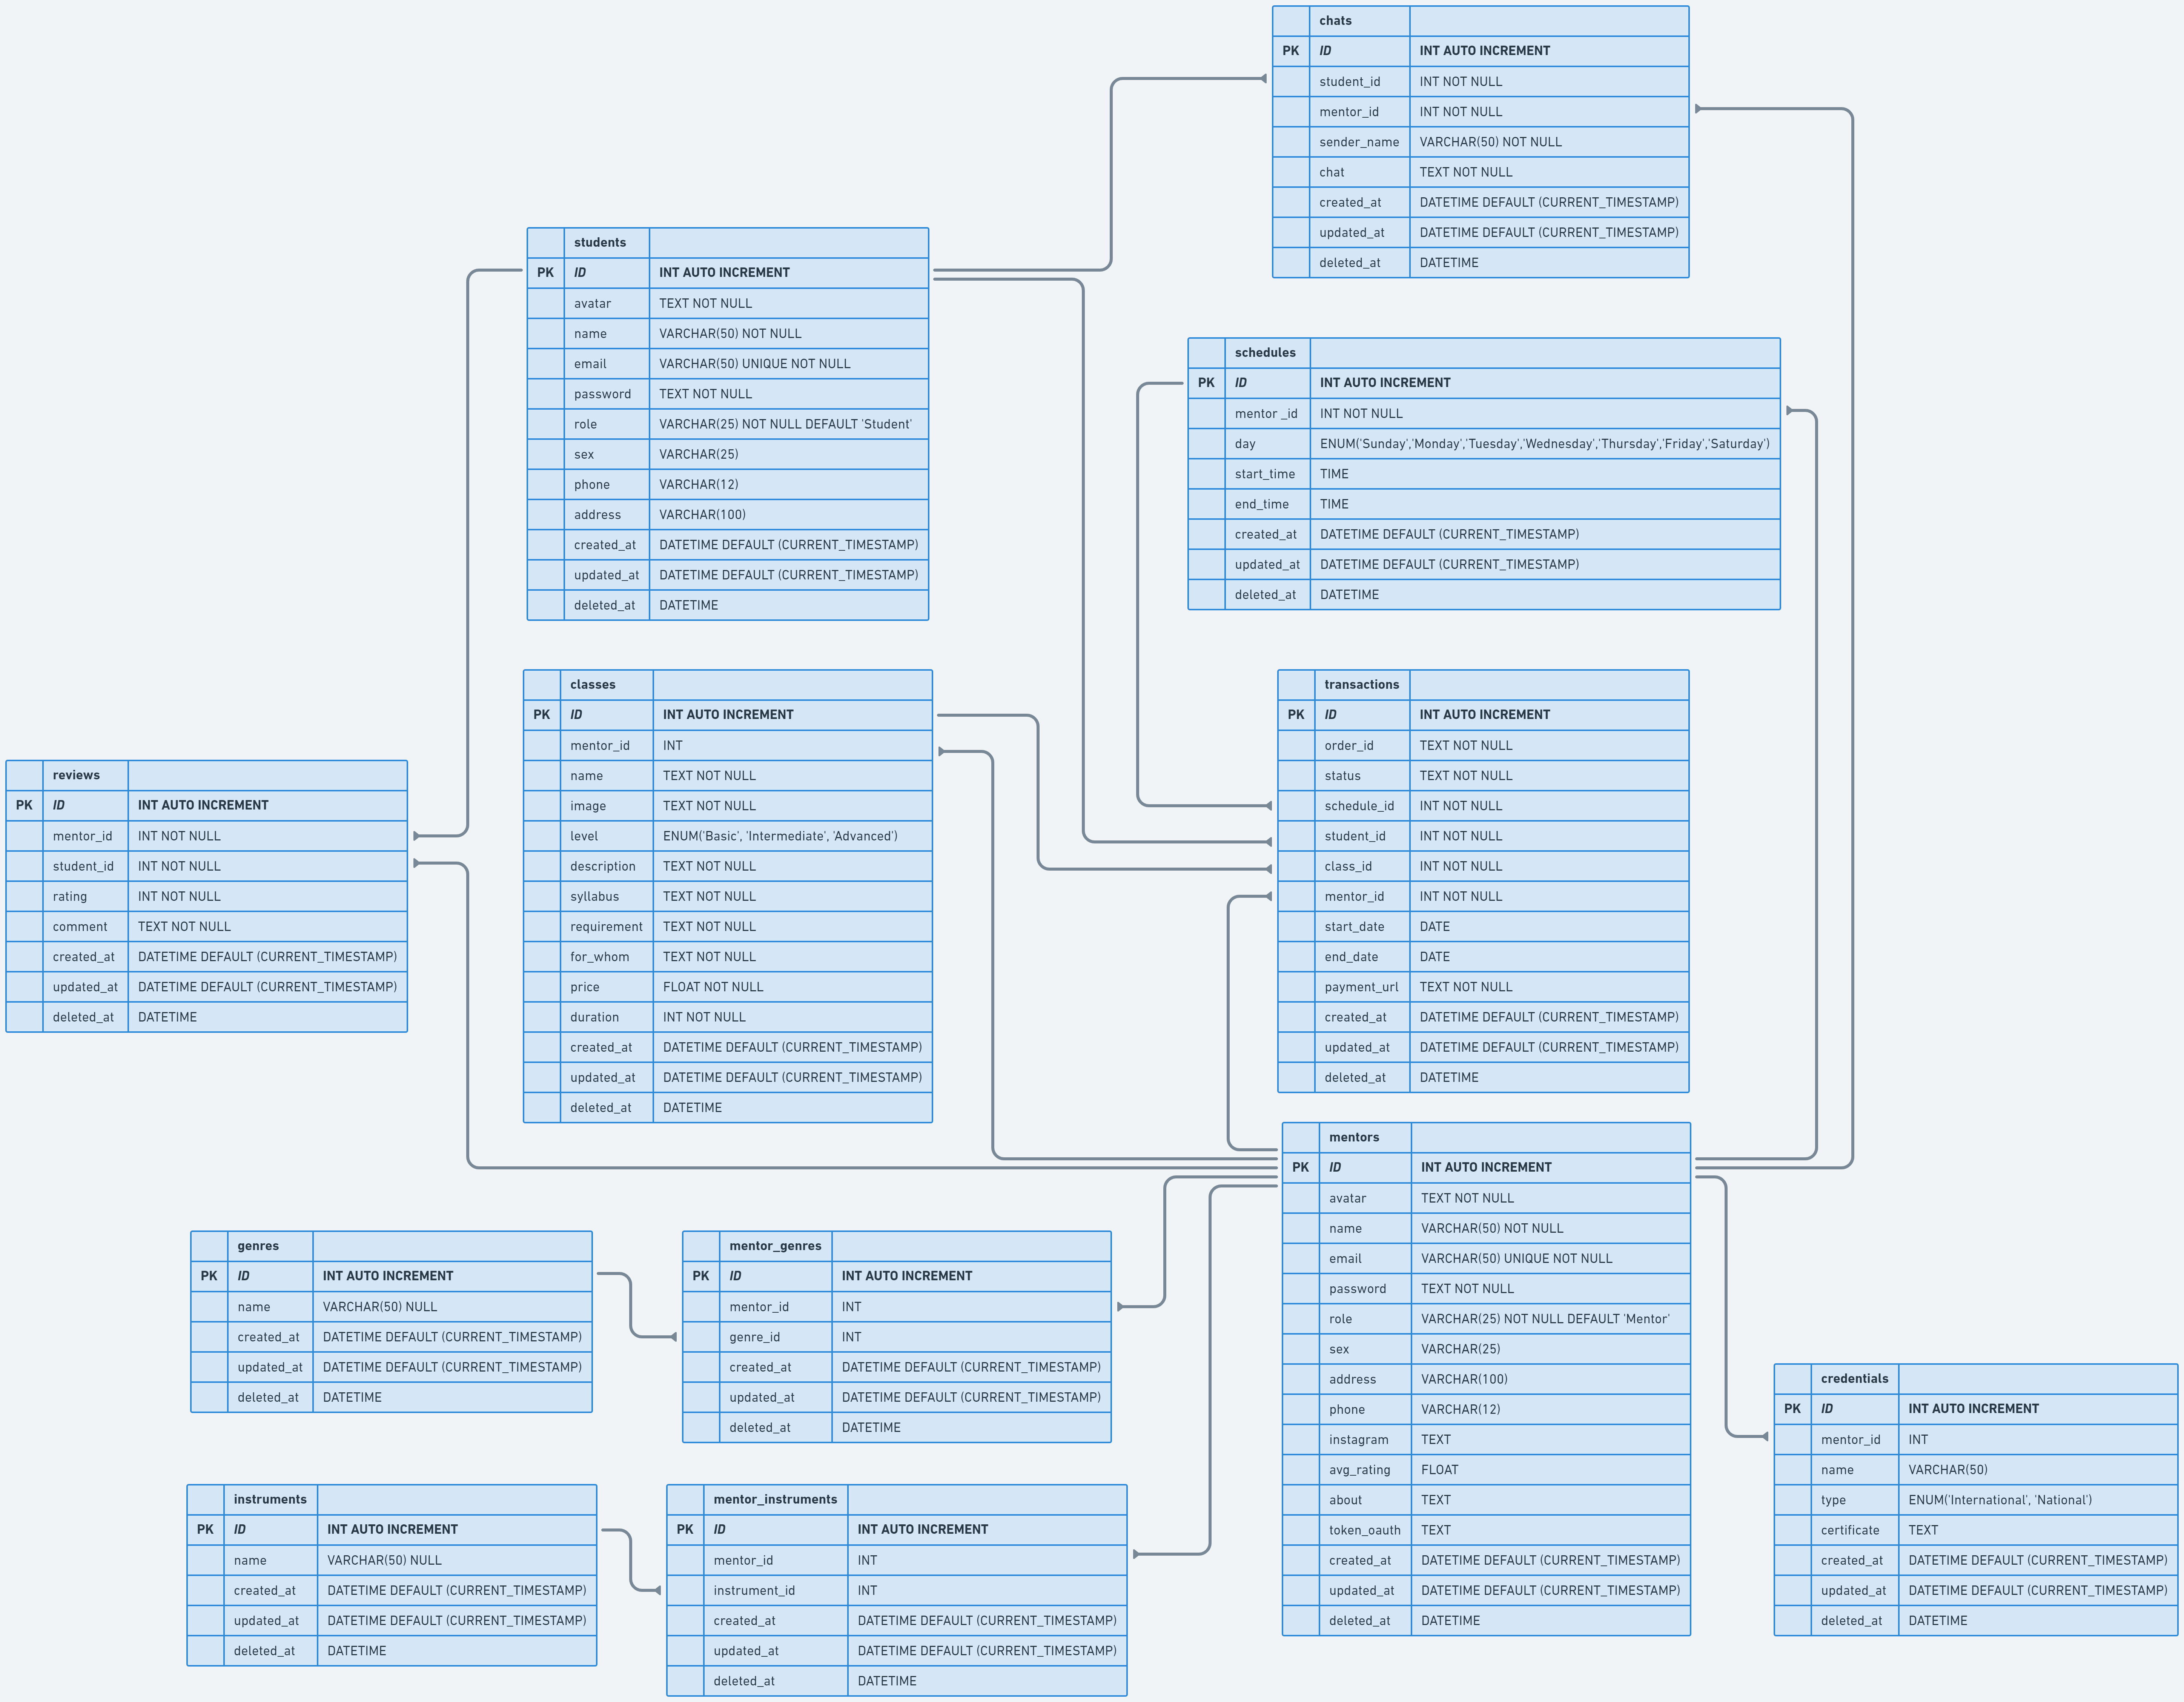 chats
PK ID INT AUTO INCREMENT
student_id INT NOT NULL
mentor_id INT NOT NULL
sender_name VARCHAR(50) NOT NULL
chat TEXT NOT NULL
created_at DATETIME DEFAULT (CURRENT_TIMESTAMP)
updated_at DATETIME DEFAULT (CURRENT_TIMESTAMP)
deleted_at DATETIME
students
PK ID INT AUTO INCREMENT
avatar TEXT NOT NULL
name VARCHAR(50) NOT NULL
email VARCHAR(50) UNIQUE NOT NULL
password TEXT NOT NULL
role VARCHAR(25) NOT NULL DEFAULT 'Student'
sex VARCHAR(25)
phone VARCHAR(12)
address VARCHAR(100)
created_at DATETIME DEFAULT (CURRENT_TIMESTAMP)
updated_at DATETIME DEFAULT (CURRENT_TIMESTAMP)
deleted_at DATETIME
schedules
PK ID INT AUTO INCREMENT
mentor _id INT NOT NULL
day ENUM('Sunday','Monday','Tuesday','Wednesday','Thursday','Friday','Saturday')
start_time TIME
end_time TIME
created_at DATETIME DEFAULT (CURRENT_TIMESTAMP)
updated_at DATETIME DEFAULT (CURRENT_TIMESTAMP)
deleted_at DATETIME
classes
PK ID INT AUTO INCREMENT
mentor_id INT
name TEXT NOT NULL
image TEXT NOT NULL
level ENUM('Basic', 'Intermediate', 'Advanced')
description TEXT NOT NULL
syllabus TEXT NOT NULL
requirement TEXT NOT NULL
for_whom TEXT NOT NULL
price FLOAT NOT NULL
duration INT NOT NULL
created_at DATETIME DEFAULT (CURRENT_TIMESTAMP)
updated_at DATETIME DEFAULT (CURRENT_TIMESTAMP)
deleted_at DATETIME
transactions
PK ID INT AUTO INCREMENT
order_id TEXT NOT NULL
status TEXT NOT NULL
schedule_id INT NOT NULL
student_id INT NOT NULL
class_id INT NOT NULL
mentor_id INT NOT NULL
start_date DATE
end_date DATE
payment_url TEXT NOT NULL
created_at DATETIME DEFAULT (CURRENT_TIMESTAMP)
updated_at DATETIME DEFAULT (CURRENT_TIMESTAMP)
deleted_at DATETIME
reviews
PK ID INT AUTO INCREMENT
mentor_id INT NOT NULL
student_id INT NOT NULL
rating INT NOT NULL
comment TEXT NOT NULL
created_at DATETIME DEFAULT (CURRENT_TIMESTAMP)
updated_at DATETIME DEFAULT (CURRENT_TIMESTAMP)
deleted_at DATETIME
mentors
PK ID INT AUTO INCREMENT
avatar TEXT NOT NULL
name VARCHAR(50) NOT NULL
email VARCHAR(50) UNIQUE NOT NULL
password TEXT NOT NULL
role VARCHAR(25) NOT NULL DEFAULT 'Mentor'
sex VARCHAR(25)
address VARCHAR(100)
phone VARCHAR(12)
instagram TEXT
avg_rating FLOAT
about TEXT
token_oauth TEXT
created_at DATETIME DEFAULT (CURRENT_TIMESTAMP)
updated_at DATETIME DEFAULT (CURRENT_TIMESTAMP)
deleted_at DATETIME
genres
PK ID INT AUTO INCREMENT
name VARCHAR(50) NULL
created_at DATETIME DEFAULT (CURRENT_TIMESTAMP)
updated_at DATETIME DEFAULT (CURRENT_TIMESTAMP)
deleted_at DATETIME
mentor_genres
PK ID INT AUTO INCREMENT
mentor_id INT
genre_id INT
created_at DATETIME DEFAULT (CURRENT_TIMESTAMP)
updated_at DATETIME DEFAULT (CURRENT_TIMESTAMP)
deleted_at DATETIME
credentials
PK ID INT AUTO INCREMENT
mentor_id INT
name VARCHAR(50)
type ENUM('International', 'National')
certificate TEXT
created_at DATETIME DEFAULT (CURRENT_TIMESTAMP)
updated_at DATETIME DEFAULT (CURRENT_TIMESTAMP)
deleted_at DATETIME
instruments
PK ID INT AUTO INCREMENT
name VARCHAR(50) NULL
created_at DATETIME DEFAULT (CURRENT_TIMESTAMP)
updated_at DATETIME DEFAULT (CURRENT_TIMESTAMP)
deleted_at DATETIME
mentor_instruments
PK ID INT AUTO INCREMENT
mentor_id INT
instrument_id INT
created_at DATETIME DEFAULT (CURRENT_TIMESTAMP)
updated_at DATETIME DEFAULT (CURRENT_TIMESTAMP)
deleted_at DATETIME